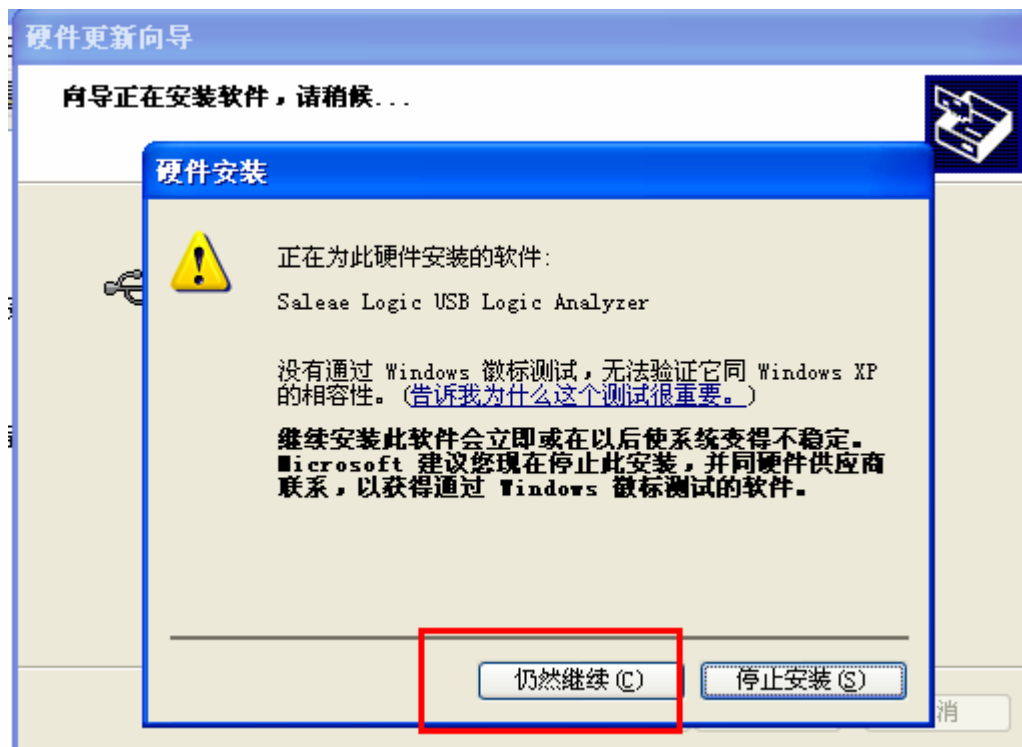 硬件更新向导
向导正在安装软件，请稍候...
硬件安装
正在为此硬件安装的软件:
Saleae Logic USB Logic Analyzer
没有通过 Windows 徽标测试，无法验证它同 Windows XP
的相容性。(告诉我为什么这个测试很重要。)
继续安装此软件会立即或在以后使系统变得不稳定。
Microsoft 建议您现在停止此安装，并同硬件供应商
联系，以获得通过 Windows 徽标测试的软件。
仍然继续(C)
停止安装(S)
消